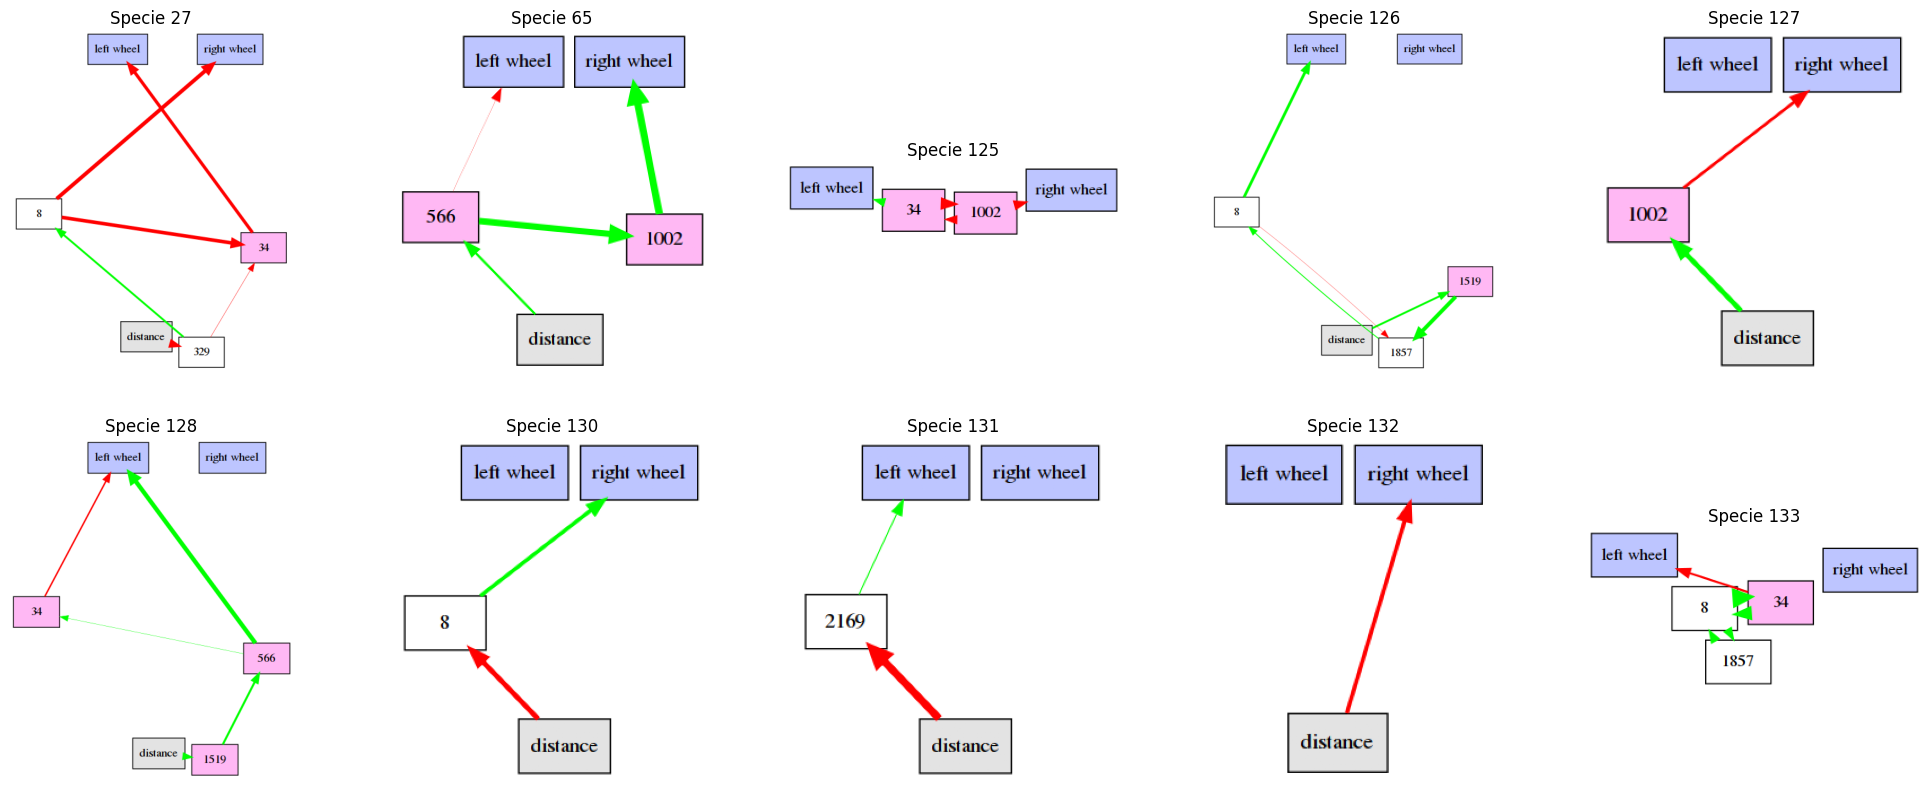 Specie 27
left wheel
right wheel
8
34
distance
329
Specie 65
left wheel
right wheel
566
1002
distance
Specie 125
left wheel
34
1002
right wheel
Specie 126
left wheel
right wheel
8
1519
distance
1857
Specie 127
left wheel
right wheel
1002
distance
Specie 128
left wheel
right wheel
34
566
distance
1519
Specie 130
left wheel
right wheel
8
distance
Specie 131
left wheel
right wheel
2169
distance
Specie 132
left wheel
right wheel
distance
Specie 133
left wheel
right wheel
8
34
1857